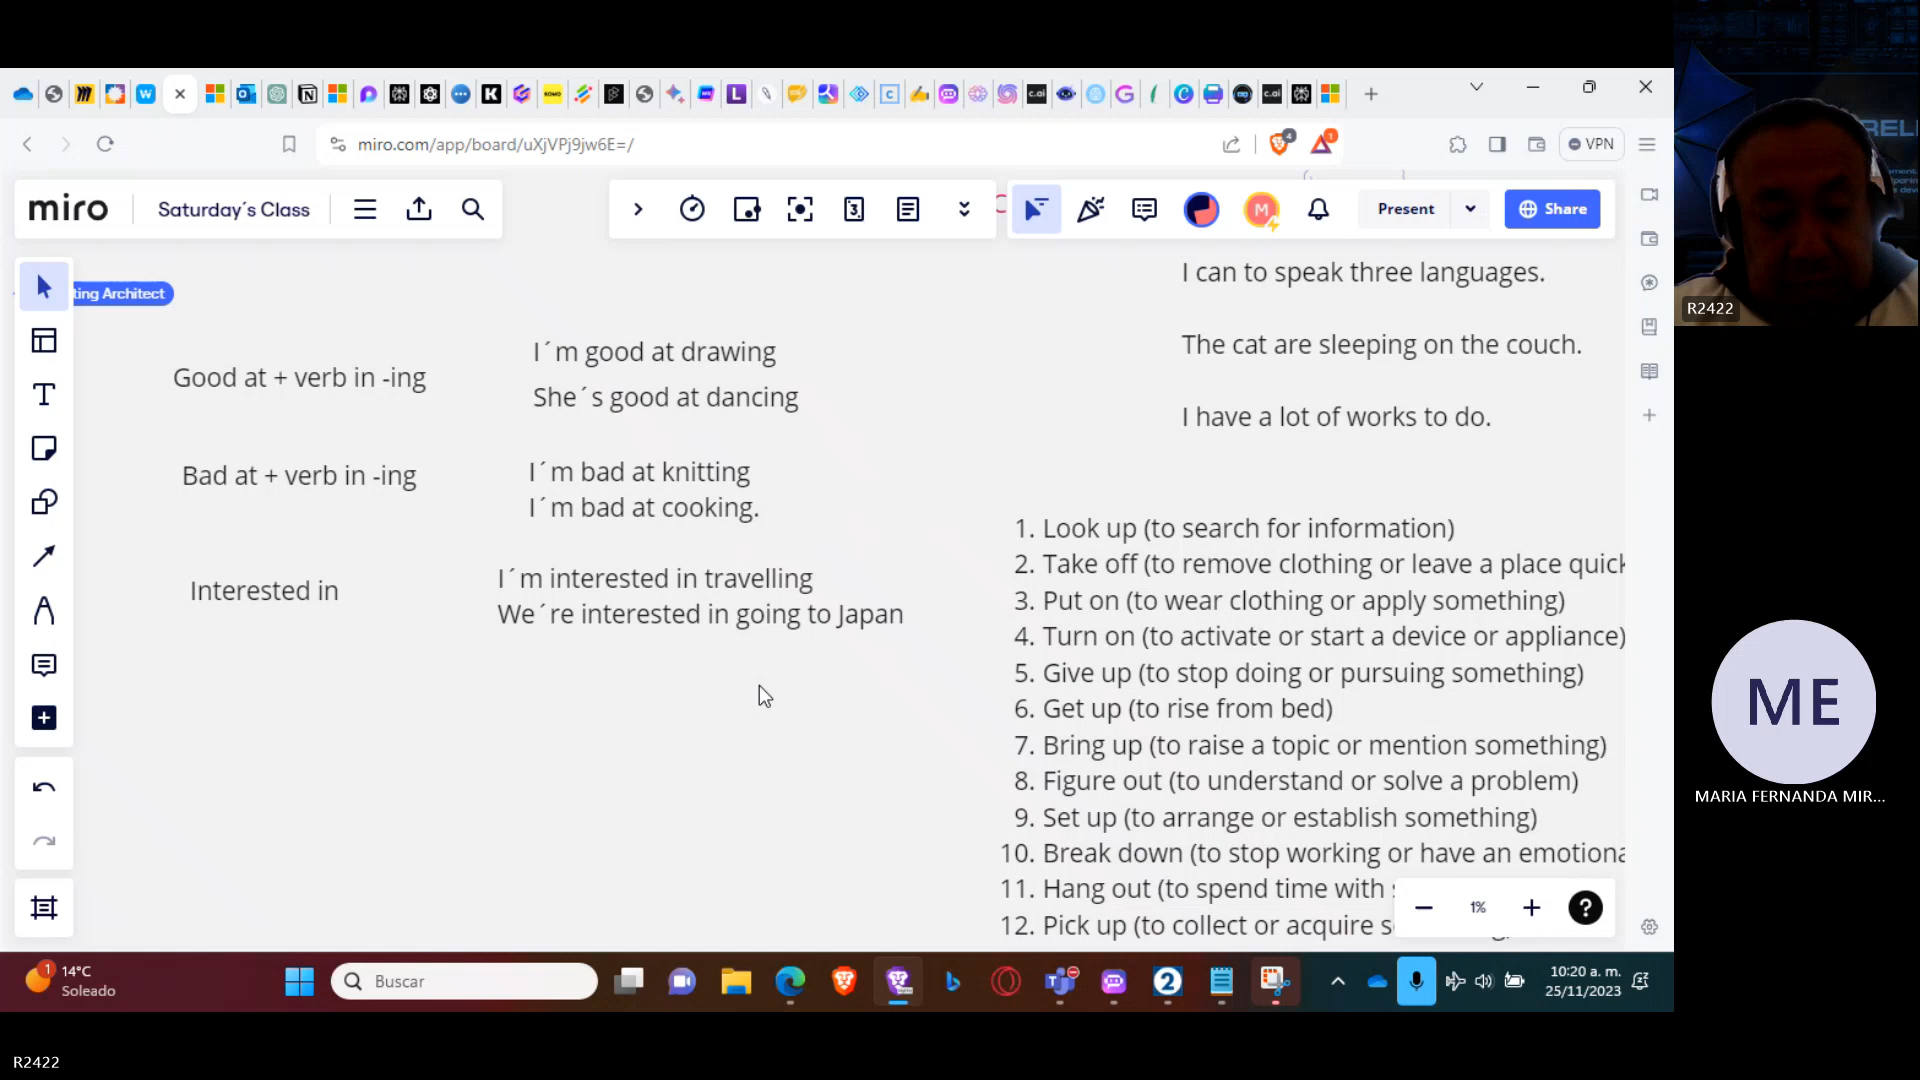 miro.com/app/board/uXjVPj9jw6E=/
VPN
miro
Saturday´s Class
Present
Share
ting Architect
I can to speak three languages.
The cat are sleeping on the couch.
I have a lot of works to do.
Good at + verb in -ing
I´m good at drawing
She´s good at dancing
Bad at + verb in -ing
I´m bad at knitting
I´m bad at cooking.
Interested in
I´m interested in travelling
We´re interested in going to Japan
1. Look up (to search for information)
2. Take off (to remove clothing or leave a place quick
3. Put on (to wear clothing or apply something)
4. Turn on (to activate or start a device or appliance)
5. Give up (to stop doing or pursuing something)
6. Get up (to rise from bed)
7. Bring up (to raise a topic or mention something)
8. Figure out (to understand or solve a problem)
9. Set up (to arrange or establish something)
10. Break down (to stop working or have an emotiona
11. Hang out (to spend time with
12. Pick up (to collect or acquire
1%
14°C
Soleado
Buscar
10:20 a. m.
25/11/2023
R2422
ME
MARIA FERNANDA MIR...
R2422